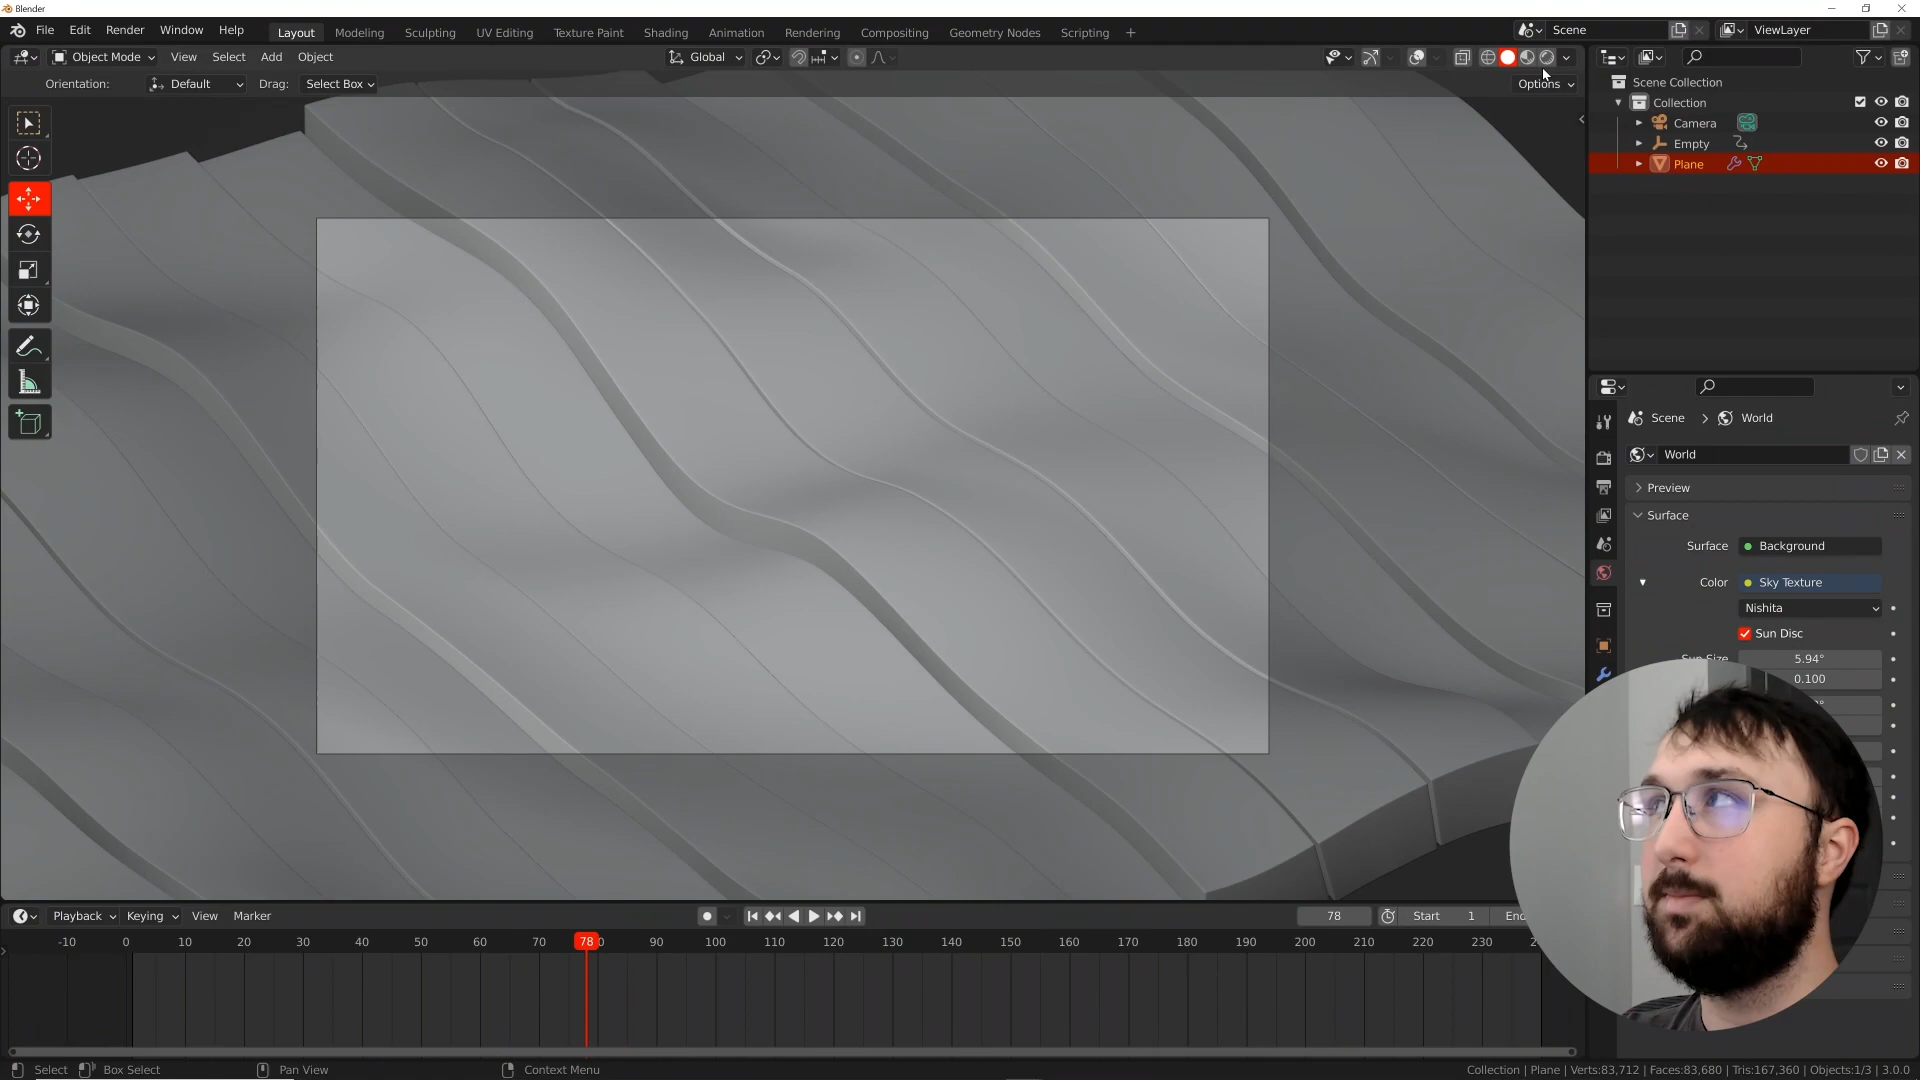 Blender
File Edit Render Window Help
Layout Modeling Sculpting UV Editing Texture Paint Shading Animation Rendering Compositing Geometry Nodes Scripting +
Scene
ViewLayer
Object Mode View Select Add Object
Global
Orientation: Default Drag: Select Box
Options
Scene Collection
Collection
Camera
Empty
Plane
Scene > World
World
Preview
Surface
Surface Background
Color Sky Texture
Nishita
Sun Disc
Sun Size 5.94°
0.100
Playback Keying View Marker
78 Start 1 End
-10 0 10 20 30 40 50 60 70 78 90 100 110 120 130 140 150 160 170 180 190 200 210 220 230
Select Box Select Pan View Context Menu
Collection | Plane | Verts:83,712 | Faces:83,680 | Tris:167,360 | Objects:1/3 | 3.0.0